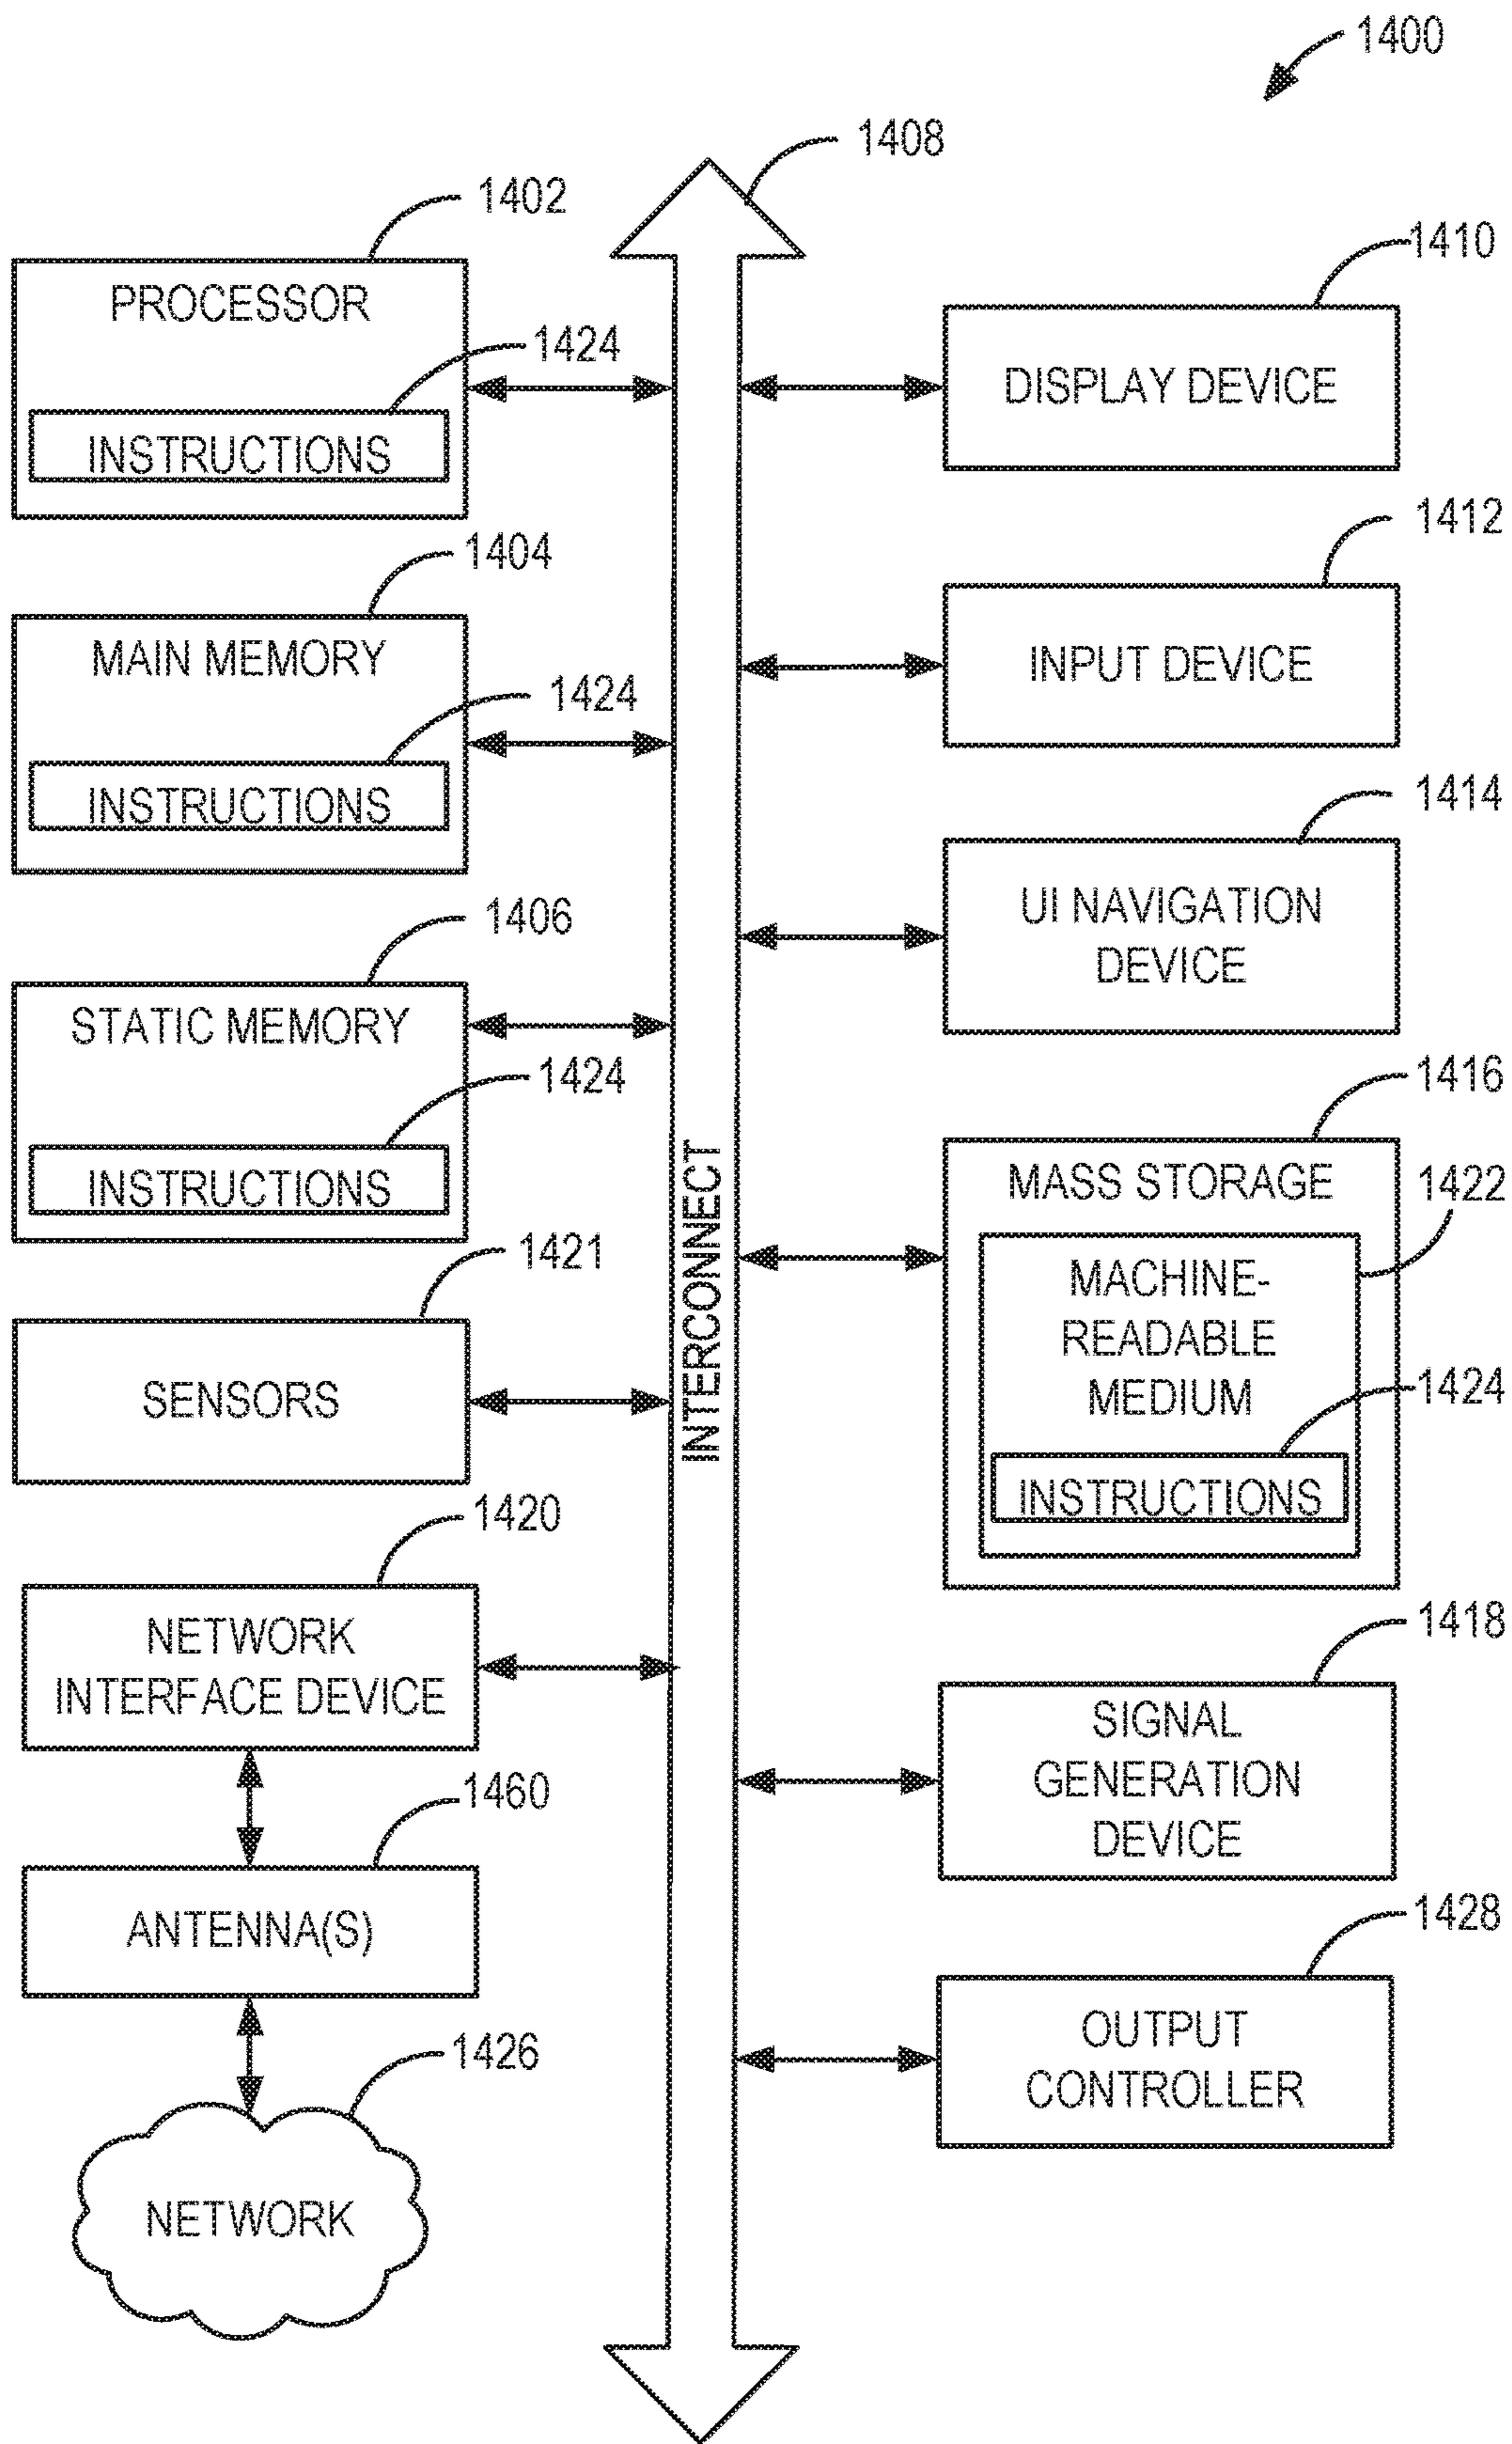 1400
1408
1402
PROCESSOR
1424
INSTRUCTIONS
1404
MAIN MEMORY
1424
INSTRUCTIONS
1406
STATIC MEMORY
1424
INSTRUCTIONS
1421
SENSORS
1420
NETWORK
INTERFACE DEVICE
1460
ANTENNA(S)
1426
NETWORK
INTERCONNECT
1410
DISPLAY DEVICE
1412
INPUT DEVICE
1414
UI NAVIGATION
DEVICE
1416
MASS STORAGE
1422
MACHINE-
READABLE
MEDIUM
1424
INSTRUCTIONS
1418
SIGNAL
GENERATION
DEVICE
1428
OUTPUT
CONTROLLER